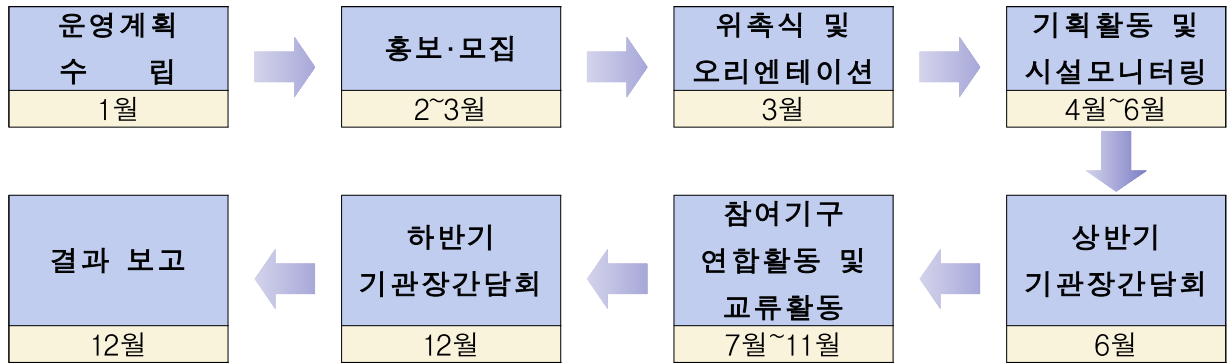 운영계획
수 립
1월
홍보·모집
2~3월
위촉식 및
오리엔테이션
3월
기획활동 및
시설모니터링
4월~6월
상반기
기관장간담회
6월
참여기구
연합활동 및
교류활동
7월~11월
하반기
기관장간담회
12월
결과 보고
12월